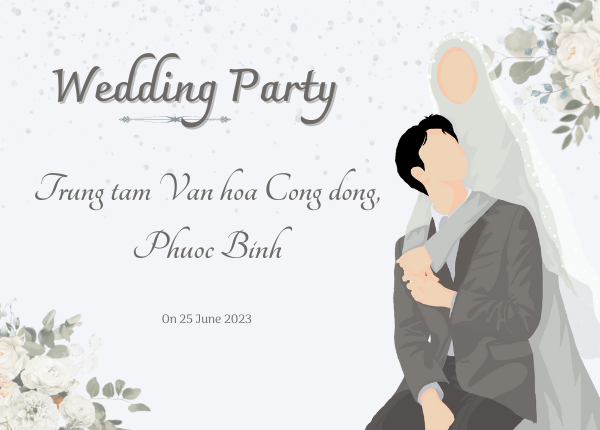 Wedding Party
Trung tam Van hoa Cong dong,
Phuoc Binh
On 25 June 2023